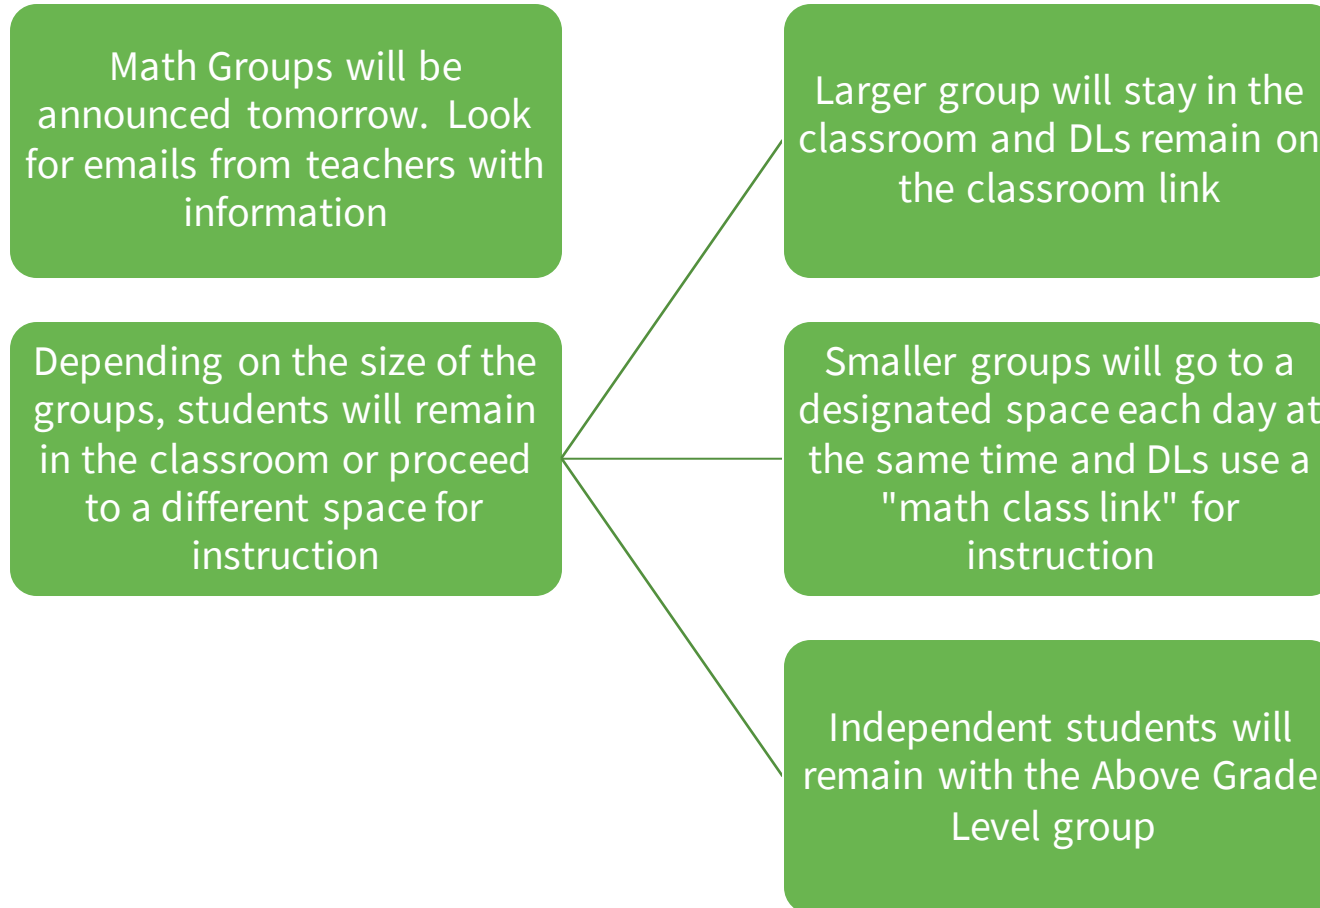 Math Groups will be
announced tomorrow. Look
for emails from teachers with
information
Depending on the size of the
groups, students will remain
in the classroom or proceed
to a different space for
instruction
Larger group will stay in the
classroom and DLs remain on
the classroom link
Smaller groups will go to a
designated space each day at
the same time and DLs use a
"math class link" for
instruction
Independent students will
remain with the Above Grade
Level group